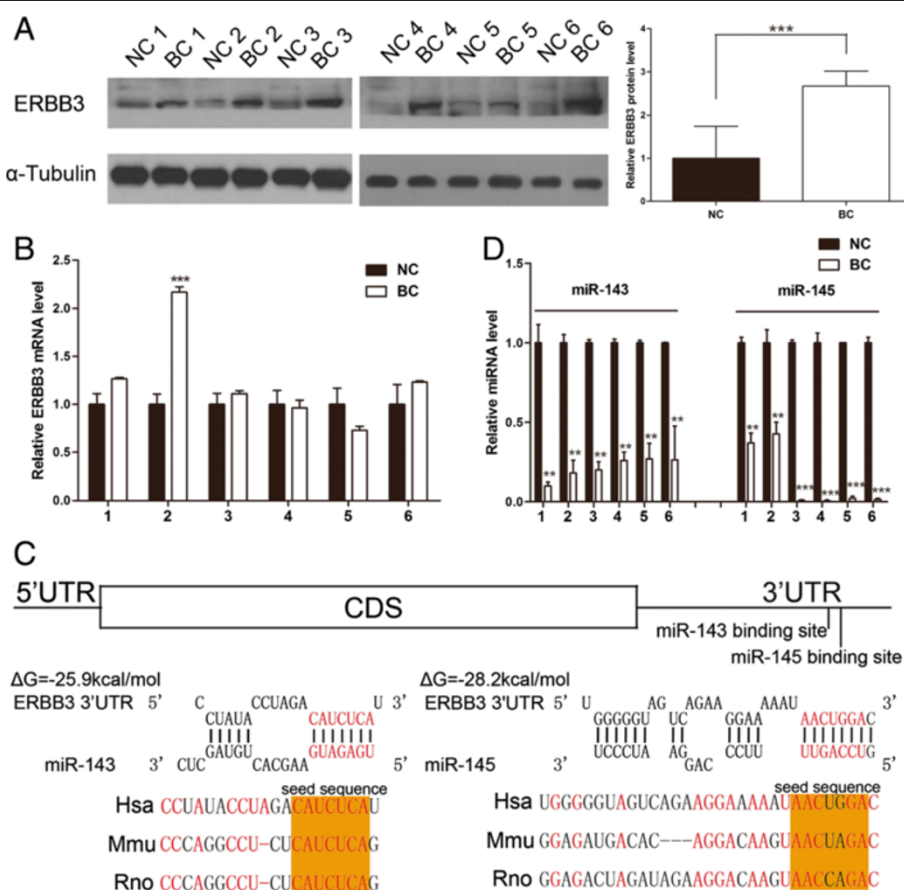 A
NC 1 BC 1 NC 2 BC 2 NC 3 BC 3
NC 4 BC 4 NC 5 BC 5 NC 6 BC 6
ERBB3
α-Tubulin
Relative ERBB3 protein level
4
3
2
1
0
***
NC BC
B
Relative ERBB3 mRNA level
2.5
2.0
1.5
1.0
0.5
0.0
***
NC
BC
1 2 3 4 5 6
D
Relative miRNA level
1.5
1.0
0.5
0.0
NC
BC
miR-143 miR-145
** ** ** ** ** **
** ** *** *** *** ***
1 2 3 4 5 6 1 2 3 4 5 6
C
5'UTR CDS 3'UTR
miR-143 binding site
miR-145 binding site
ΔG=-25.9kcal/mol
ERBB3 3'UTR 5' C CCUAGA U 3'
CUAUA CAUCUCA
GAUGU GUAGAGU
miR-143 3' CUC CACGAA 5'
seed sequence
Hsa CCUAUACCUAGACAUCUCAU
Mmu CCCAGGCCU-CUCAUCUCAG
Rno CCCAGGCCU-CUCAUCUCAG
ΔG=-28.2kcal/mol
ERBB3 3'UTR 5' U AG AGAA AAAU 3'
GGGGGU UC GGAA AACUGGAC
UCCCUA AG CCUU UUGACCUG
miR-145 3' GAC 5'
seed sequence
Hsa UGGGGGUAGUCAGAAGGAAAAAUAACUGGAC
Mmu GGAGAUGACAC---AGGACAAGUAACUAGAC
Rno GGAGACUAGAUAGAAGGACAAGUAACCAGAC